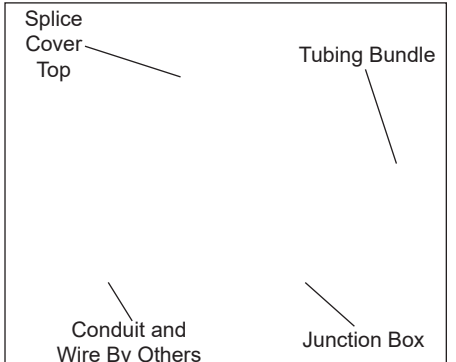 Splice
Cover
Top
Tubing Bundle
Conduit and
Wire By Others
Junction Box